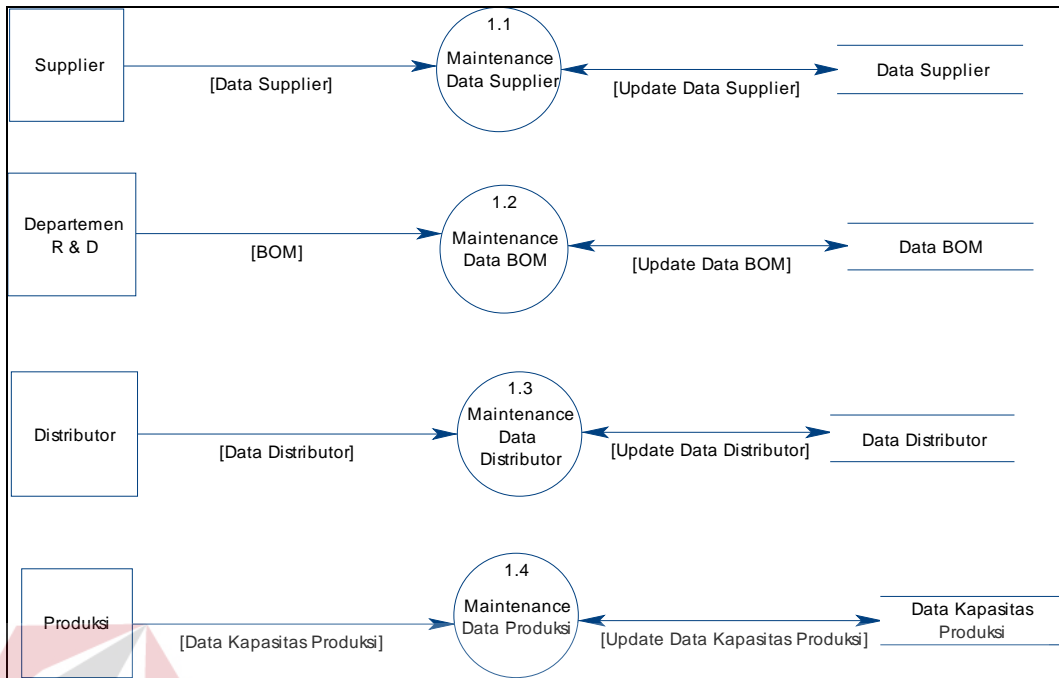 1.1
Supplier
Maintenance
Data Supplier
[Data Supplier]
[Update Data Supplier]
Data Supplier
1.2
Departemen
R & D
Maintenance
Data BOM
[BOM]
[Update Data BOM]
Data BOM
1.3
Distributor
Maintenance
Data
Distributor
[Data Distributor]
[Update Data Distributor]
Data Distributor
1.4
Produksi
Maintenance
Data Produksi
[Data Kapasitas Produksi]
[Update Data Kapasitas Produksi]
Data Kapasitas
Produksi